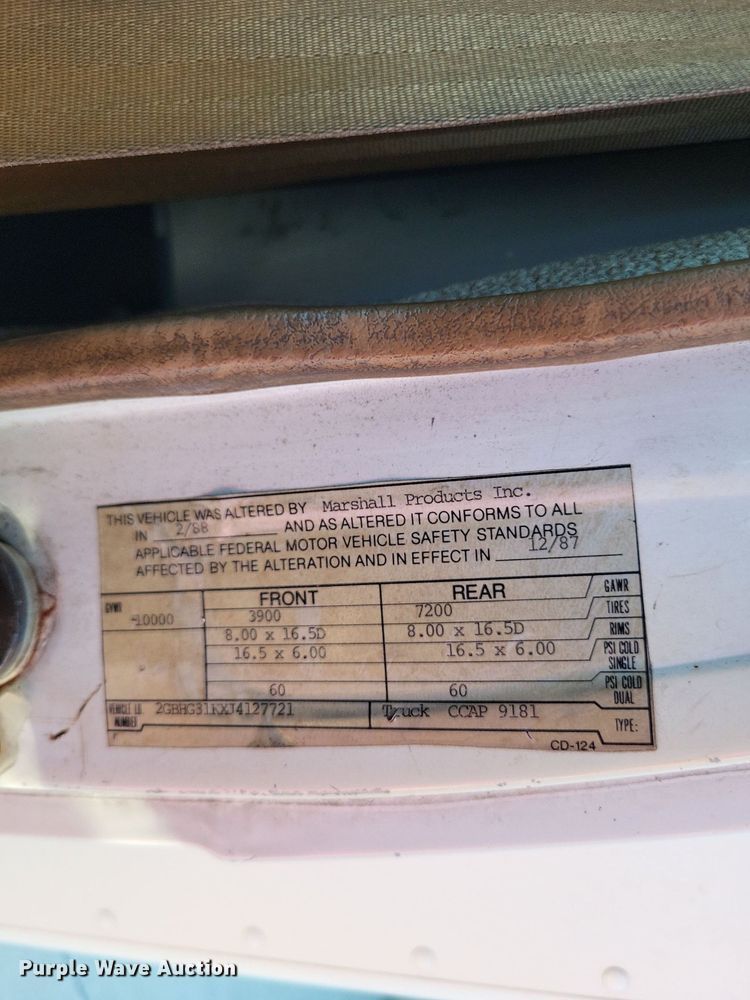 THIS VEHICLE WAS ALTERED BY Marshall Products Inc.
IN 2/88 AND AS ALTERED IT CONFORMS TO ALL
APPLICABLE FEDERAL MOTOR VEHICLE SAFETY STANDARDS
AFFECTED BY THE ALTERATION AND IN EFFECT IN 12/87
GVWR 10000 FRONT REAR GAWR
3900 7200 TIRES
8.00 x 16.5D 8.00 x 16.5D RIMS
16.5 x 6.00 16.5 x 6.00 PSI COLD SINGLE
60 60 PSI COLD DUAL
VEHICLE I.D. NUMBER Truck CCAP 9181 TYPE:
CD-124
Purple Wave Auction